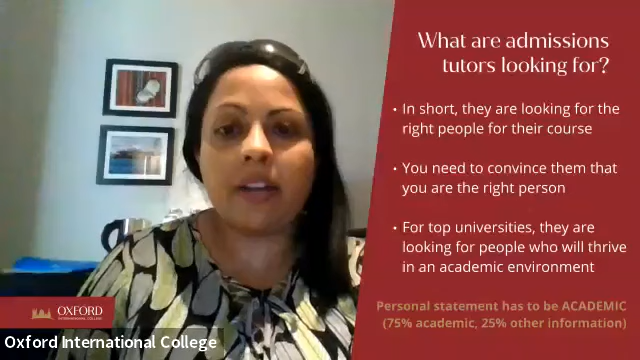 What are admissions
tutors looking for?
• In short, they are looking for the
right people for their course
• You need to convince them that
you are the right person
• For top universities, they are
looking for people who will thrive
in an academic environment
Personal statement has to be ACADEMIC
(75% academic, 25% other information)
OXFORD
INTERNATIONAL COLLEGE
Oxford International College